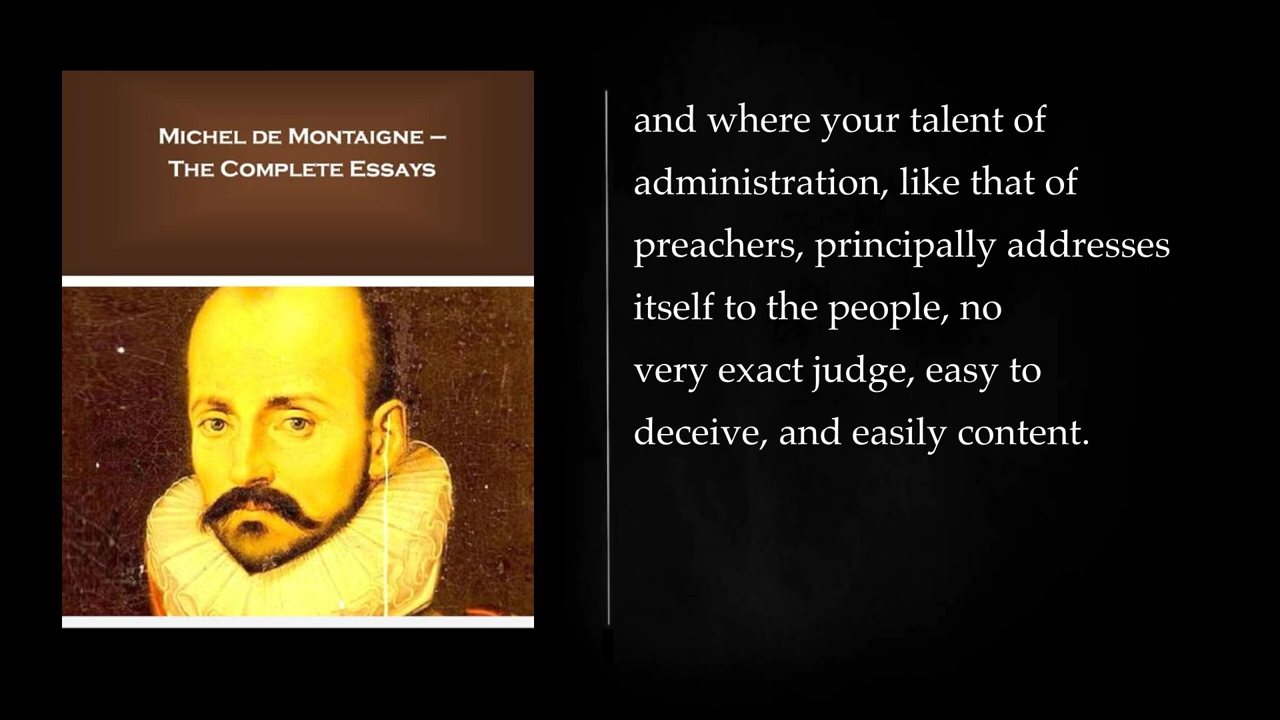 Michel de Montaigne –
The Complete Essays
and where your talent of
administration, like that of
preachers, principally addresses
itself to the people, no
very exact judge, easy to
deceive, and easily content.